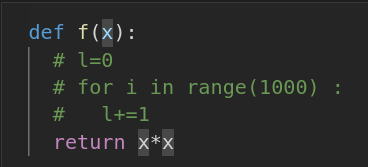 def f(x):
# l=0
# for i in range(1000) :
#   l+=1
return x*x